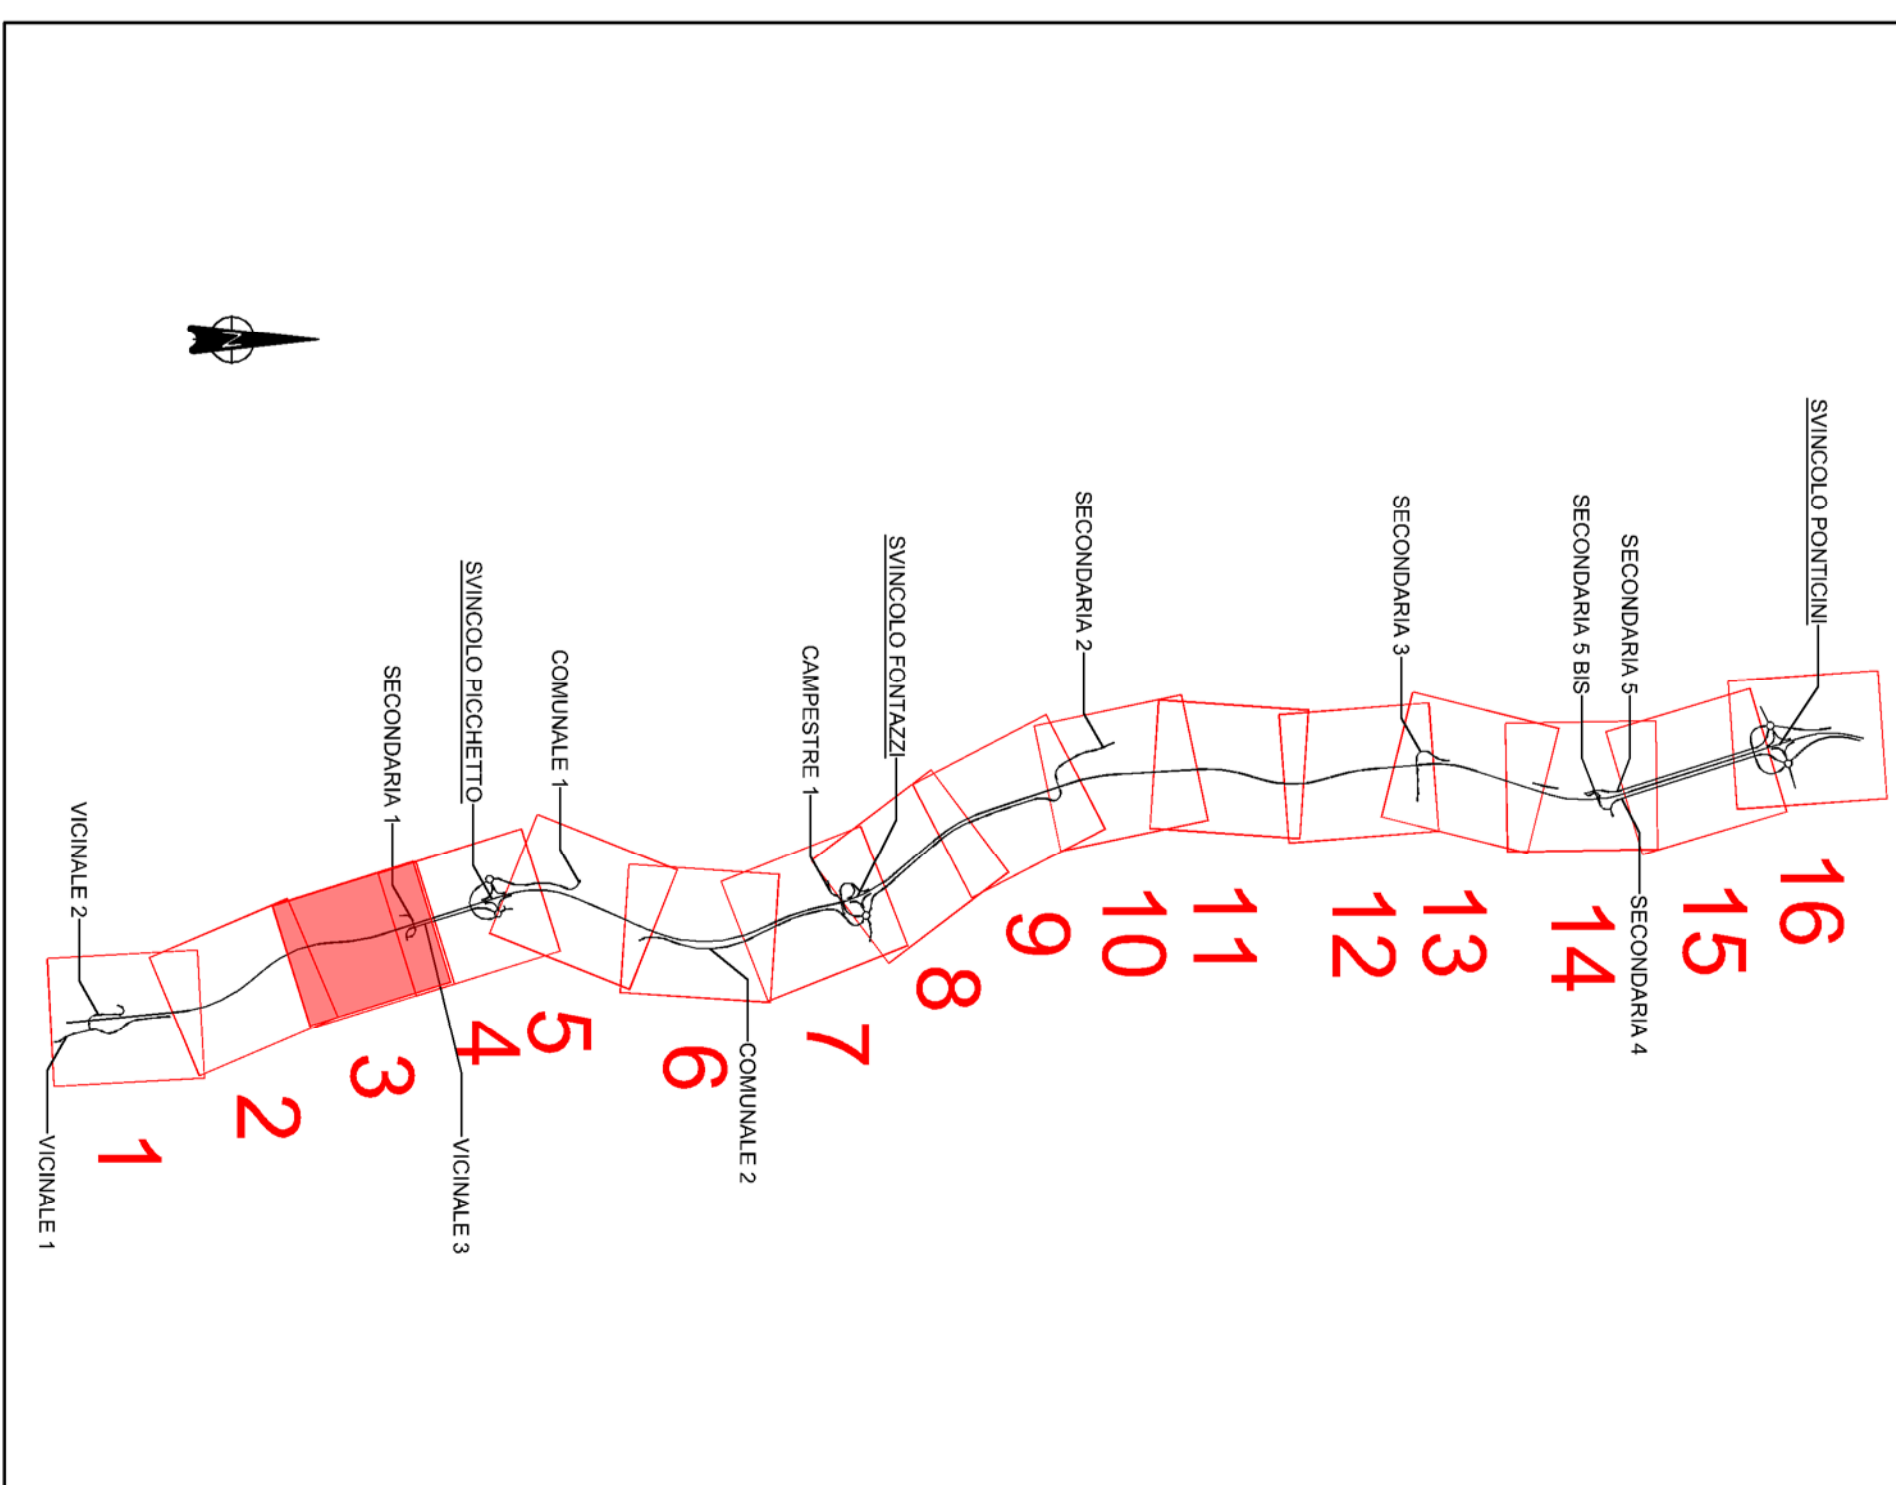 SVINCOLO PONTICINI
SECONDARIA 5
SECONDARIA 5 BIS
SECONDARIA 4
SECONDARIA 3
SECONDARIA 2
SVINCOLO FONTAZZI
CAMPESTRE 1
COMUNALE 2
COMUNALE 1
SVINCOLO PICCHETTO
VICINALE 3
SECONDARIA 1
VICINALE 2
VICINALE 1
16
15
14
13
12
11
10
9
8
7
6
5
4
3
2
1
N